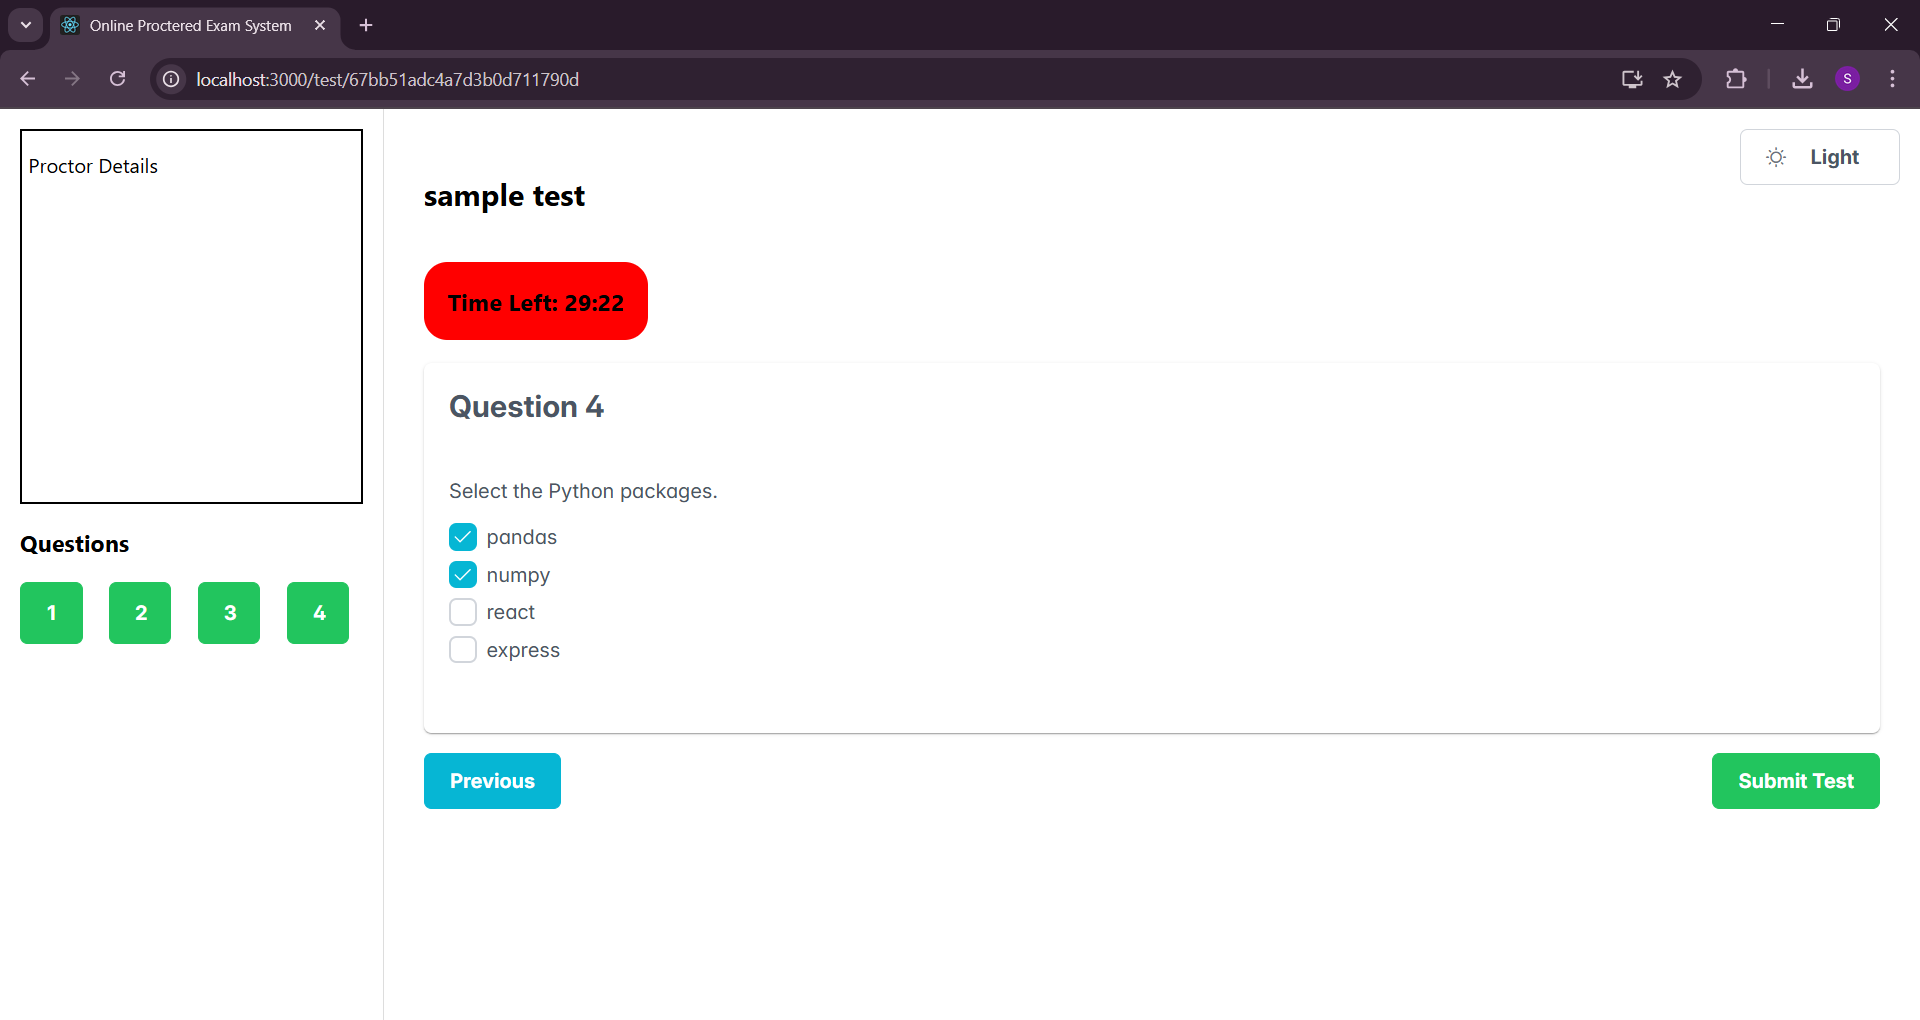 Online Proctered Exam System
localhost:3000/test/67bb51adc4a7d3b0d711790d
S
Proctor Details
Light
sample test
Time Left: 29:22
Question 4
Select the Python packages.
pandas
numpy
react
express
Questions
1 2 3 4
Previous
Submit Test